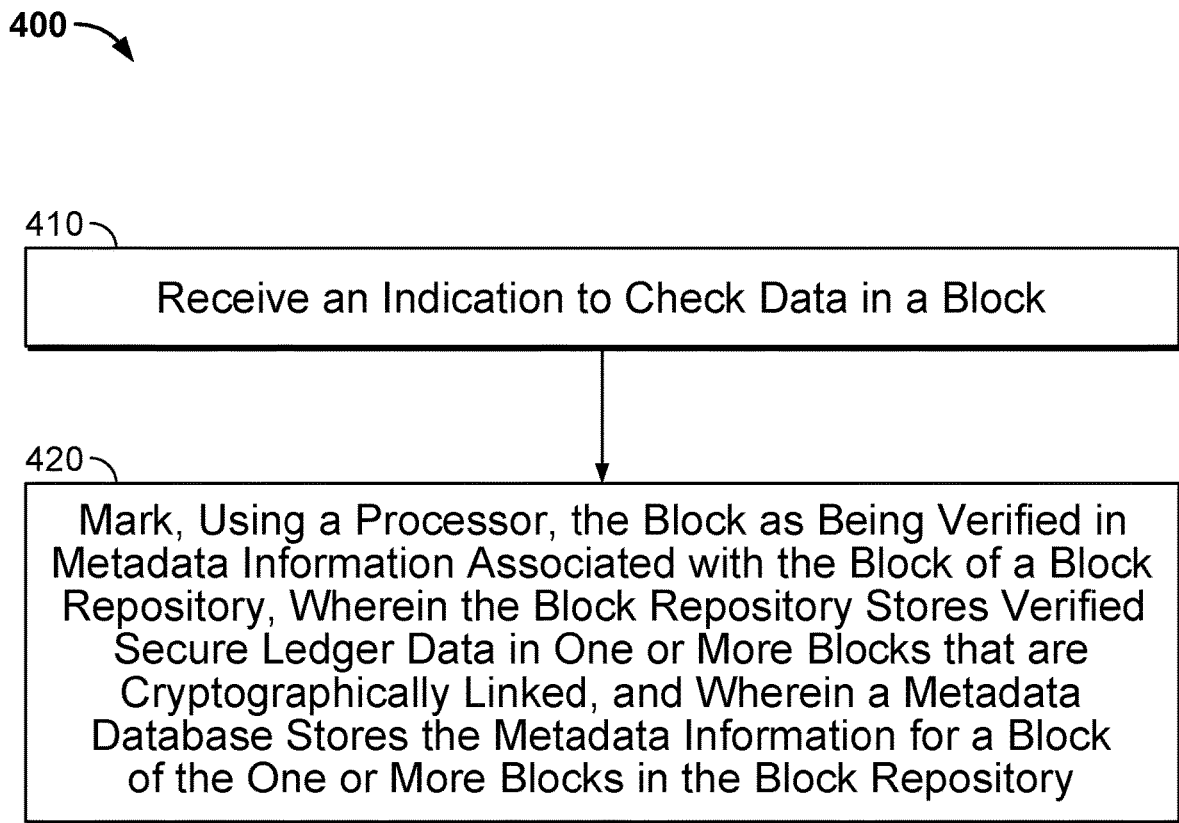 400
410
Receive an Indication to Check Data in a Block
420
Mark, Using a Processor, the Block as Being Verified in
Metadata Information Associated with the Block of a Block
Repository, Wherein the Block Repository Stores Verified
Secure Ledger Data in One or More Blocks that are
Cryptographically Linked, and Wherein a Metadata
Database Stores the Metadata Information for a Block
of the One or More Blocks in the Block Repository